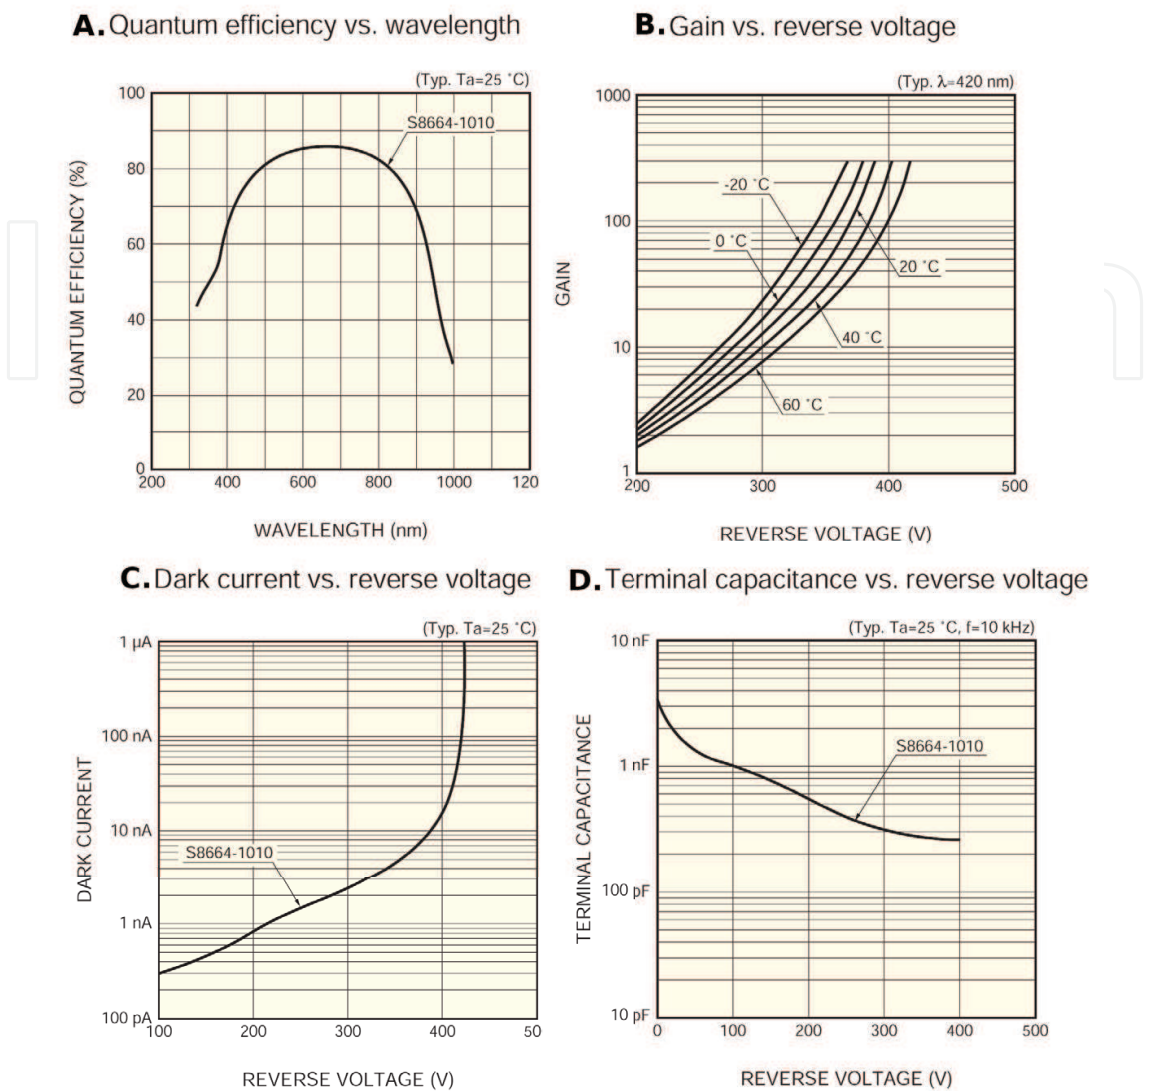 A. Quantum efficiency vs. wavelength
(Typ. Ta=25 ˚C)
100
80
60
40
20
0
S8664-1010
QUANTUM EFFICIENCY (%)
200 400 600 800 1000 120
WAVELENGTH (nm)
B. Gain vs. reverse voltage
(Typ. λ=420 nm)
1000
100
10
1
-20 ˚C
0 ˚C
20 ˚C
40 ˚C
60 ˚C
GAIN
200 300 400 500
REVERSE VOLTAGE (V)
C. Dark current vs. reverse voltage
(Typ. Ta=25 ˚C)
1 µA
100 nA
10 nA
1 nA
100 pA
S8664-1010
DARK CURRENT
100 200 300 400 50
REVERSE VOLTAGE (V)
D. Terminal capacitance vs. reverse voltage
(Typ. Ta=25 ˚C, f=10 kHz)
10 nF
1 nF
100 pF
10 pF
S8664-1010
TERMINAL CAPACITANCE
0 100 200 300 400 500
REVERSE VOLTAGE (V)